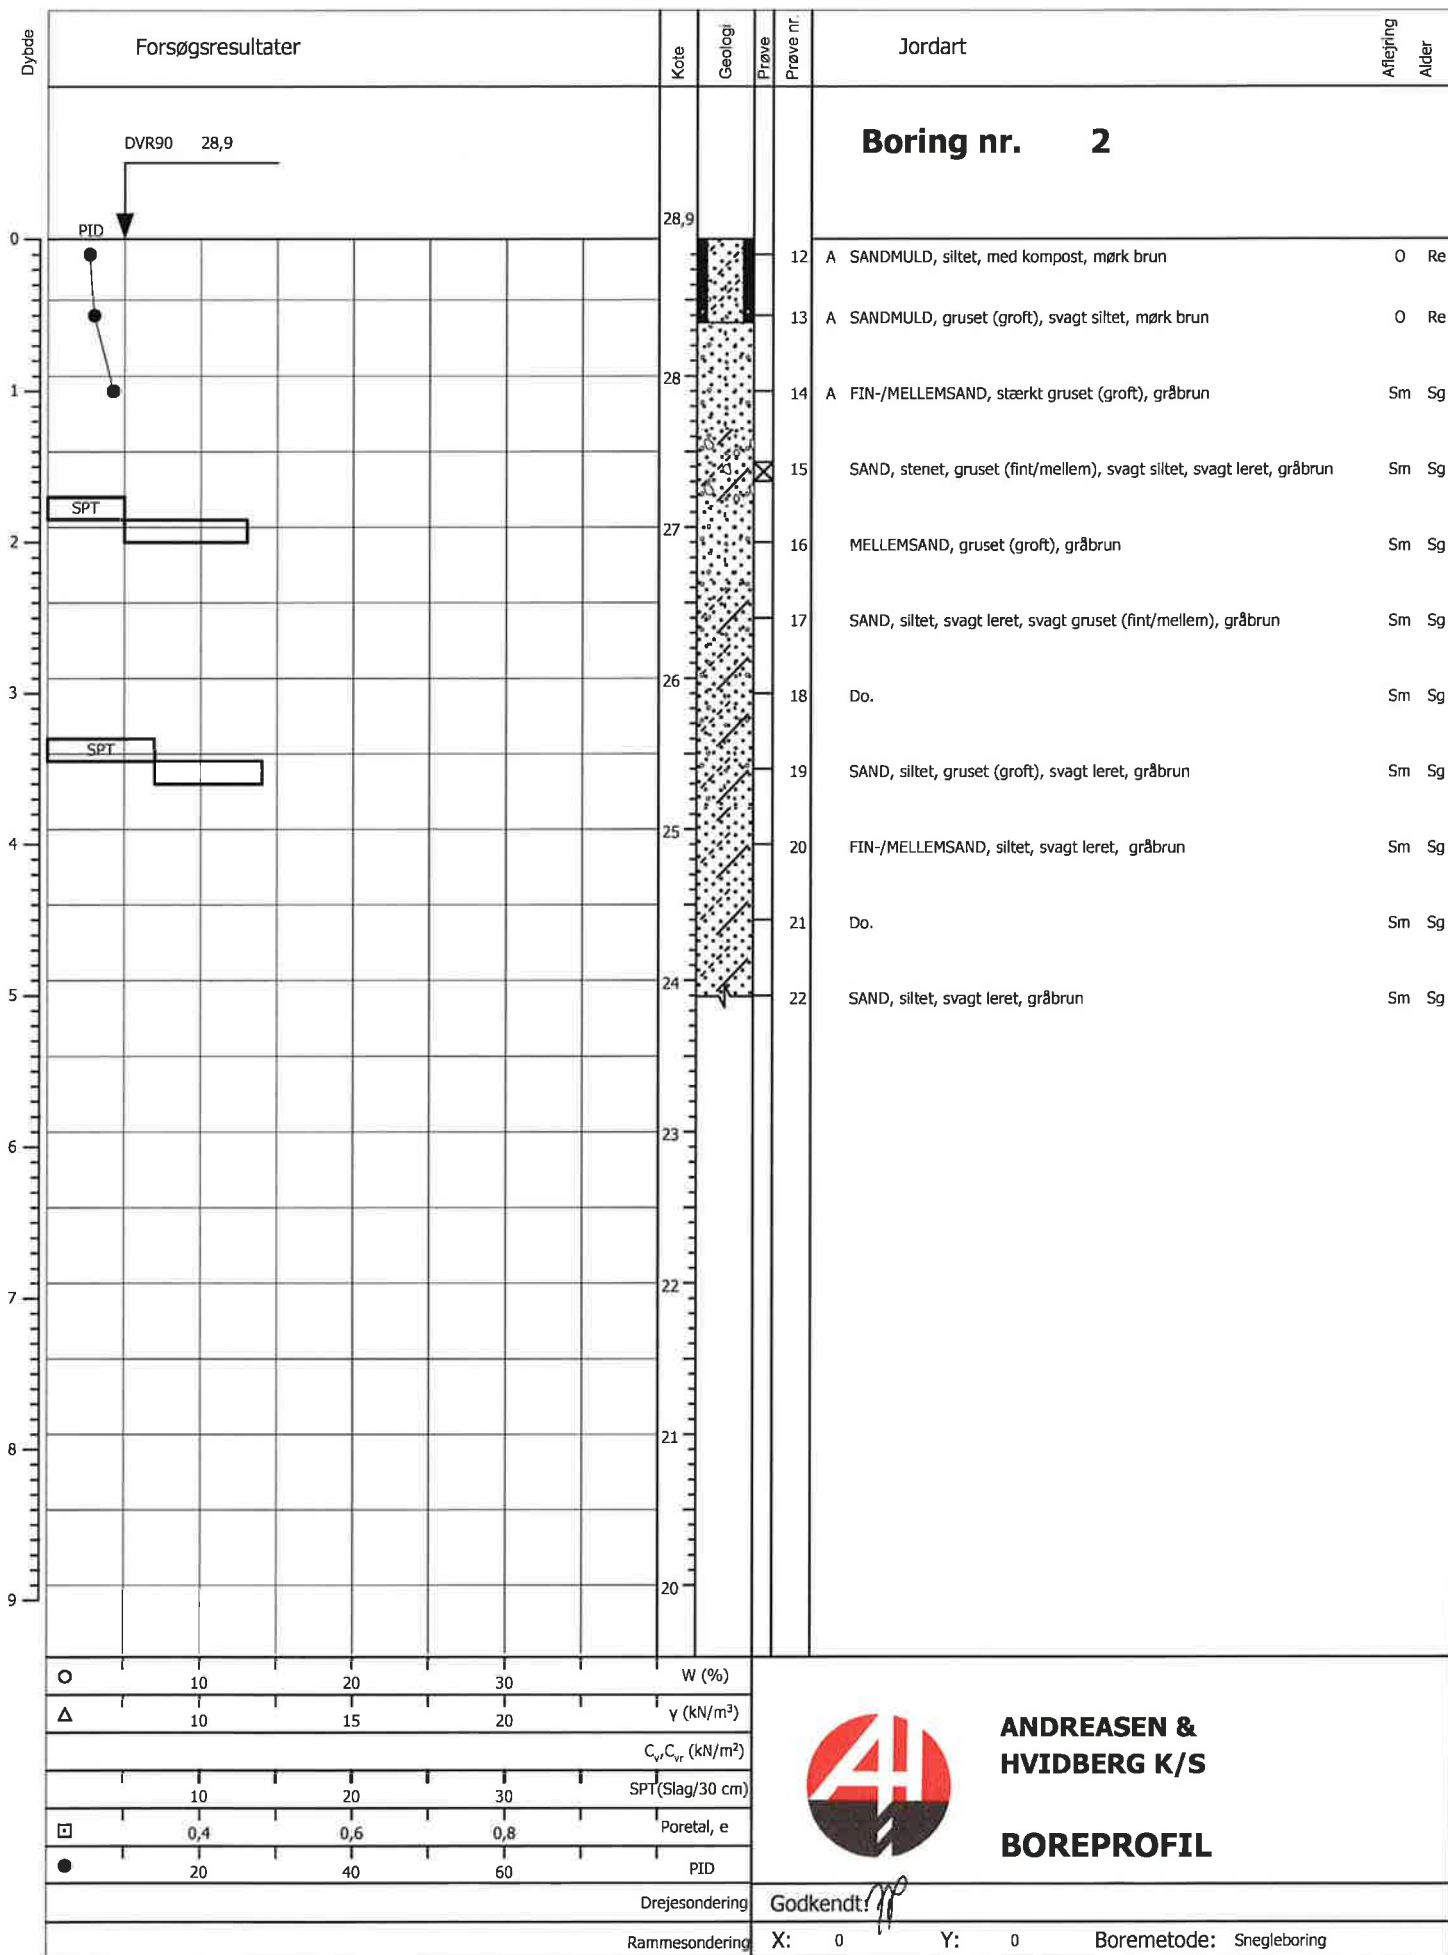 Dybde
Forsøgsresultater
Kote
Geologi
Prøve
Prøve nr.
Jordart
Aflejring
Alder
Boring nr. 2
DVR90 28,9
28,9
PID
0
12 A SANDMULD, siltet, med kompost, mørk brun O Re
13 A SANDMULD, gruset (groft), svagt siltet, mørk brun O Re
28
1
14 A FIN-/MELLEMSAND, stærkt gruset (groft), gråbrun Sm Sg
15 SAND, stenet, gruset (fint/mellem), svagt siltet, svagt leret, gråbrun Sm Sg
SPT
27
2
16 MELLEMSAND, gruset (groft), gråbrun Sm Sg
17 SAND, siltet, svagt leret, svagt gruset (fint/mellem), gråbrun Sm Sg
26
3
18 Do. Sm Sg
SPT
19 SAND, siltet, gruset (groft), svagt leret, gråbrun Sm Sg
25
4
20 FIN-/MELLEMSAND, siltet, svagt leret, gråbrun Sm Sg
21 Do. Sm Sg
24
5
22 SAND, siltet, svagt leret, gråbrun Sm Sg
23
6
22
7
21
8
20
9
10 20 30 W (%)
10 15 20 γ (kN/m³)
Cᵥ,Cᵥᵣ (kN/m²)
10 20 30 SPT(Slag/30 cm)
0,4 0,6 0,8 Poretal, e
20 40 60 PID
Drejesondering
Rammesondering
ANDREASEN &
HVIDBERG K/S
BOREPROFIL
Godkendt:
X: 0 Y: 0 Boremetode: Snegleboring